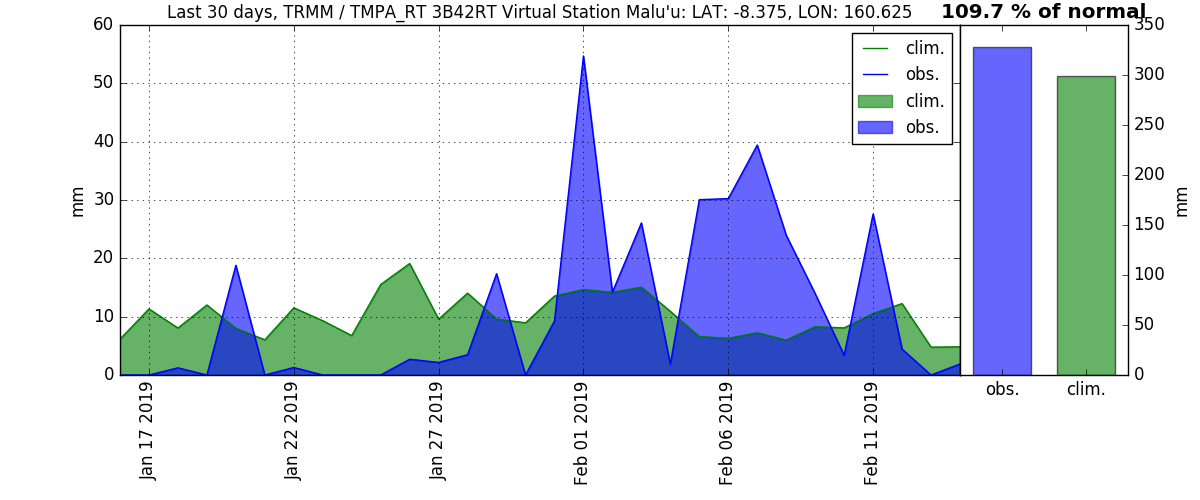 Last 30 days, TRMM / TMPA_RT 3B42RT Virtual Station Malu'u: LAT: -8.375, LON: 160.625
109.7 % of normal
60
50
40
30
20
10
0
mm
clim.
obs.
clim.
obs.
Jan 17 2019
Jan 22 2019
Jan 27 2019
Feb 01 2019
Feb 06 2019
Feb 11 2019
350
300
250
200
150
100
50
0
mm
obs.
clim.